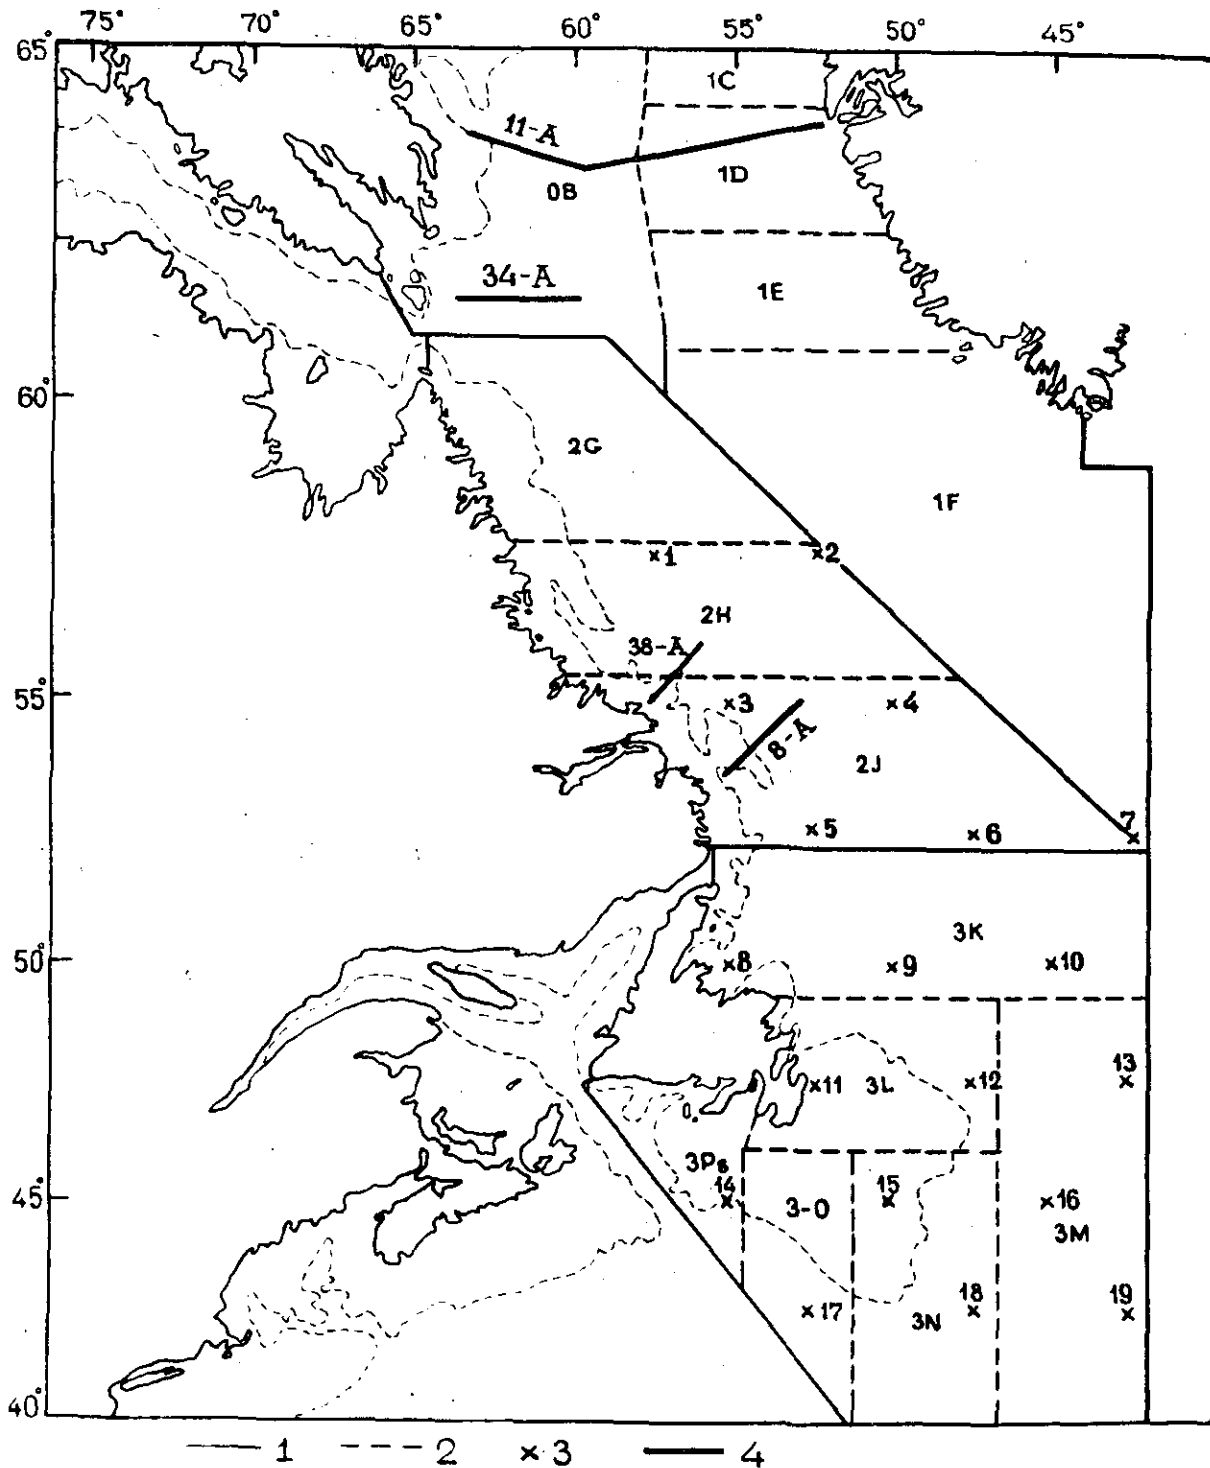 75° 70° 65° 60° 55° 50° 45°
65°
1C
11-A
0B
1D
34-A
1E
60°
2G
1F
×1
×2
2H
38-A
55°
×3
×4
8-A
2J
×5
×6
7
×
3K
50°
×8
×9
×10
13
×
×11
3L
×12
3Ps
14
×
15
×
45°
3-0
×16
3M
×17
18
×
19
×
3N
40°
1 2 ×3 4